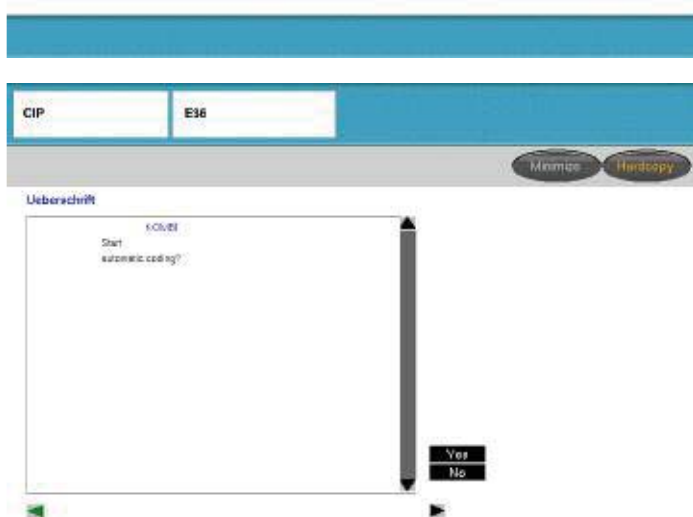 CIP
E36
Minimize
Hardcopy
Ueberschrift
KOMBI
Start
automatic coding?
Yes
No